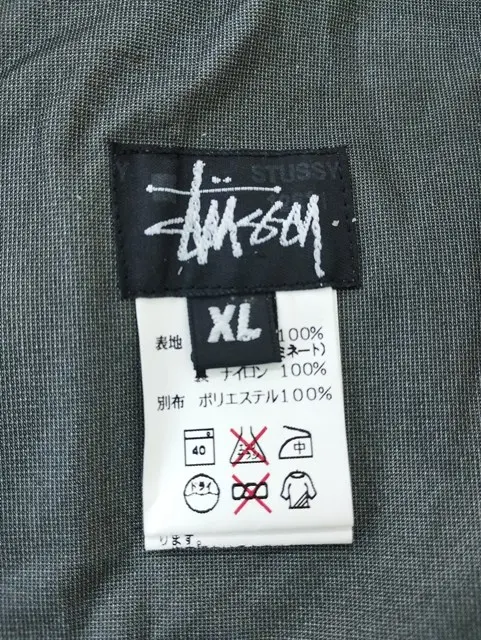 STUSSY
Stüssy
XL
表地 100%
ミネート)
裏 ナイロン 100%
別布 ポリエステル100%
40
中
ドライ
ります。